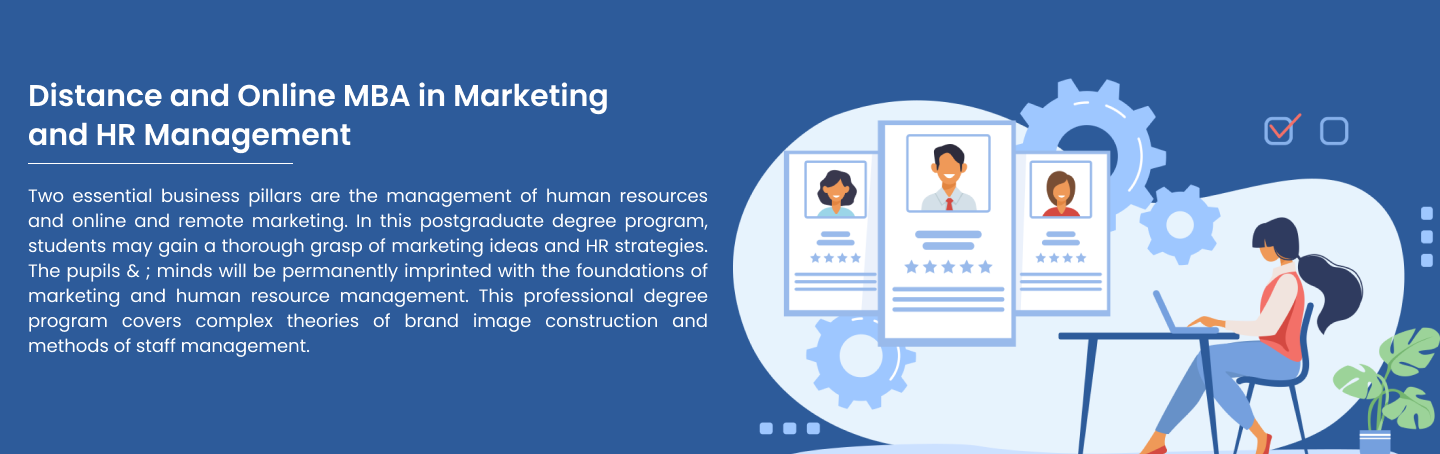 Distance and Online MBA in Marketing
and HR Management
Two essential business pillars are the management of human resources
and online and remote marketing. In this postgraduate degree program,
students may gain a thorough grasp of marketing ideas and HR strategies.
The pupils & ; minds will be permanently imprinted with the foundations of
marketing and human resource management. This professional degree
program covers complex theories of brand image construction and
methods of staff management.